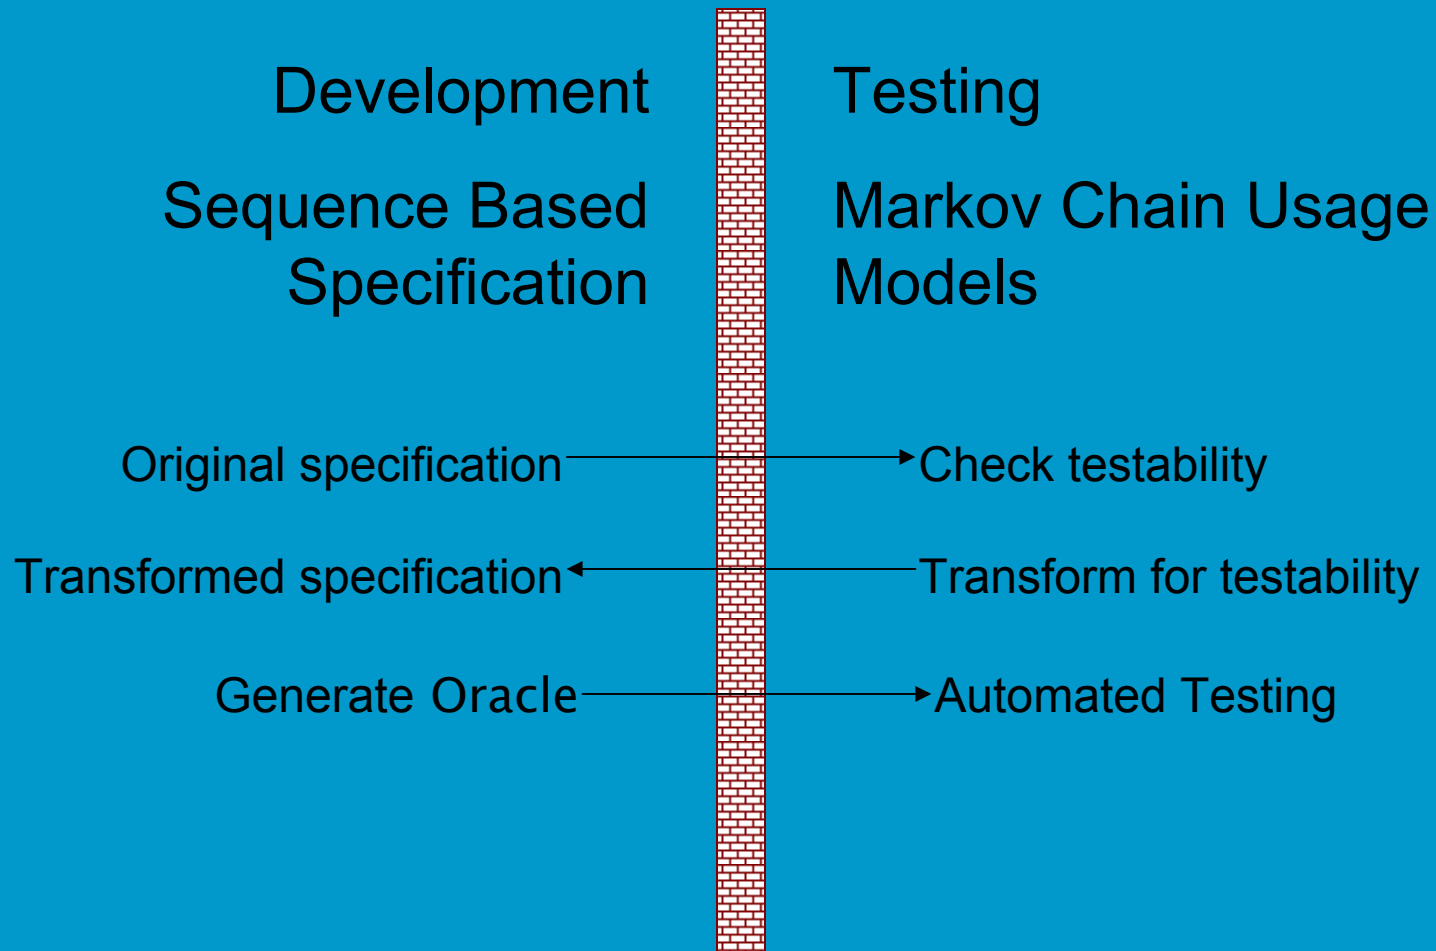 Development
Testing
Sequence Based
Specification
Markov Chain Usage
Models
Original specification
Check testability
Transformed specification
Transform for testability
Generate Oracle
Automated Testing